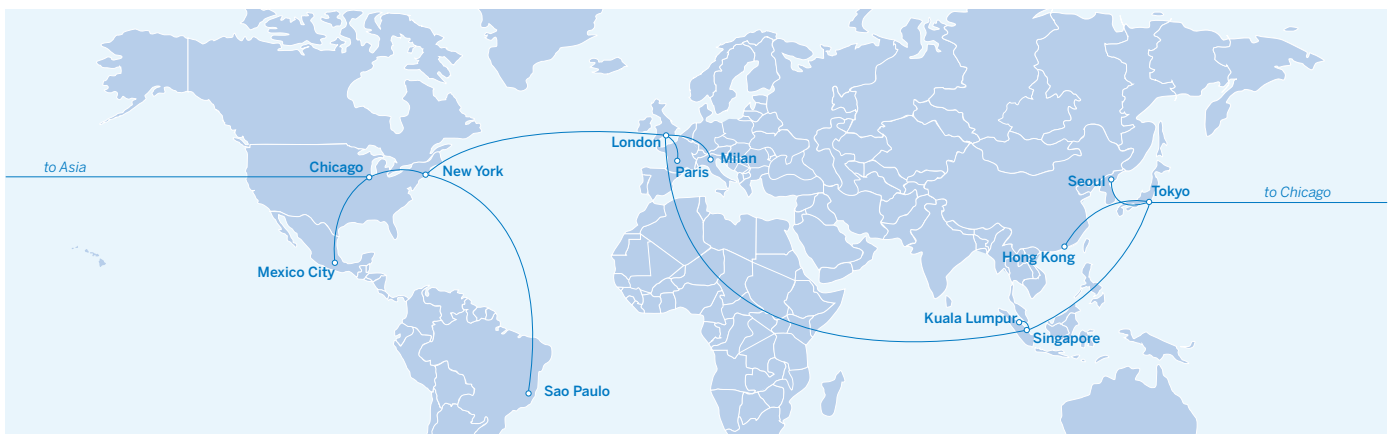 London
Milan
Paris
to Asia
Chicago
New York
Seoul
Tokyo
to Chicago
Hong Kong
Mexico City
Kuala Lumpur
Singapore
Sao Paulo